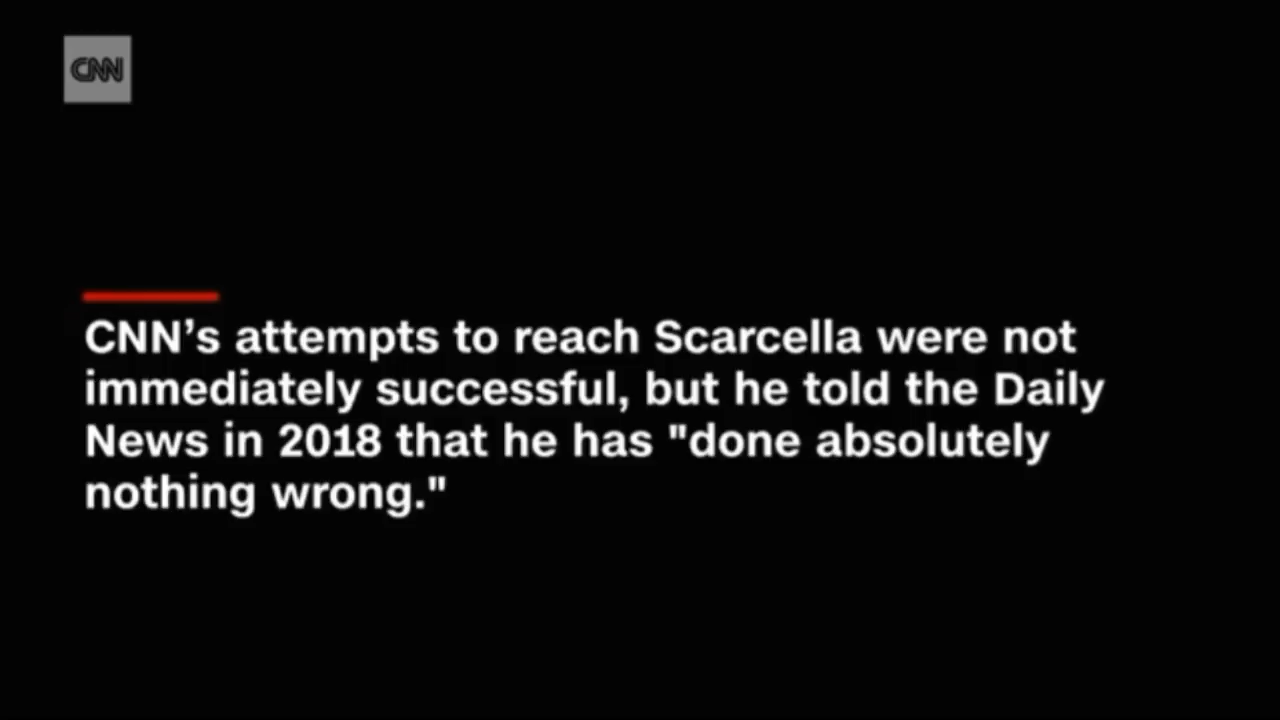 CNN
CNN’s attempts to reach Scarcella were not
immediately successful, but he told the Daily
News in 2018 that he has "done absolutely
nothing wrong."